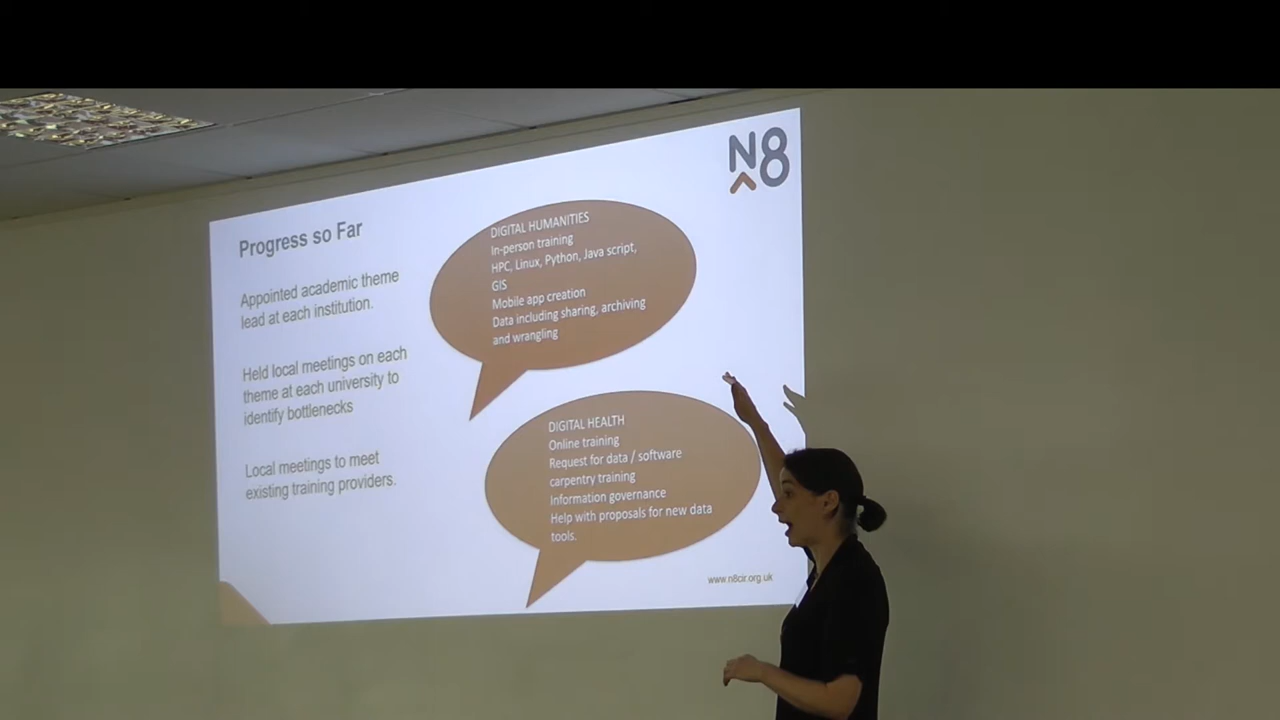 N8
Progress so Far
Appointed academic theme
lead at each institution.
Held local meetings on each
theme at each university to
identify bottlenecks
Local meetings to meet
existing training providers.
DIGITAL HUMANITIES
In-person training
HPC, Linux, Python, Java script,
GIS
Mobile app creation
Data including sharing, archiving
and wrangling
DIGITAL HEALTH
Online training
Request for data / software
carpentry training
Information governance
Help with proposals for new data
tools.
www.n8cir.org.uk